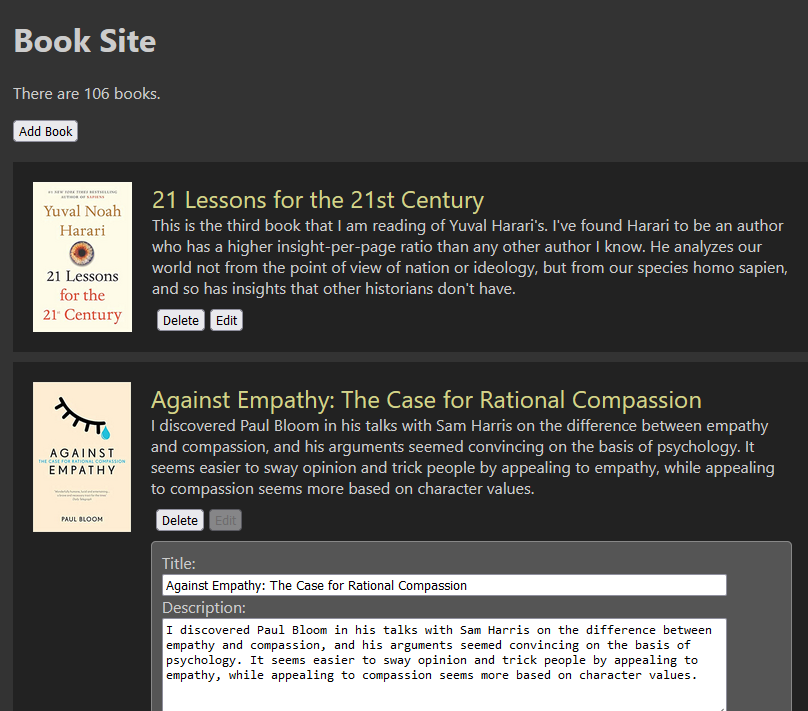 Book Site
There are 106 books.
Add Book
#1 NEW YORK TIMES BESTSELLING
AUTHOR OF SAPIENS
Yuval Noah
Harari
21 Lessons
for the
21st Century
21 Lessons for the 21st Century
This is the third book that I am reading of Yuval Harari's. I've found Harari to be an author
who has a higher insight-per-page ratio than any other author I know. He analyzes our
world not from the point of view of nation or ideology, but from our species homo sapien,
and so has insights that other historians don't have.
Delete Edit
AGAINST
THE CASE FOR RATIONAL COMPASSION
EMPATHY
PAUL BLOOM
Against Empathy: The Case for Rational Compassion
I discovered Paul Bloom in his talks with Sam Harris on the difference between empathy
and compassion, and his arguments seemed convincing on the basis of psychology. It
seems easier to sway opinion and trick people by appealing to empathy, while appealing
to compassion seems more based on character values.
Delete Edit
Title:
Against Empathy: The Case for Rational Compassion
Description:
I discovered Paul Bloom in his talks with Sam Harris on the difference between
empathy and compassion, and his arguments seemed convincing on the basis of
psychology. It seems easier to sway opinion and trick people by appealing to
empathy, while appealing to compassion seems more based on character values.